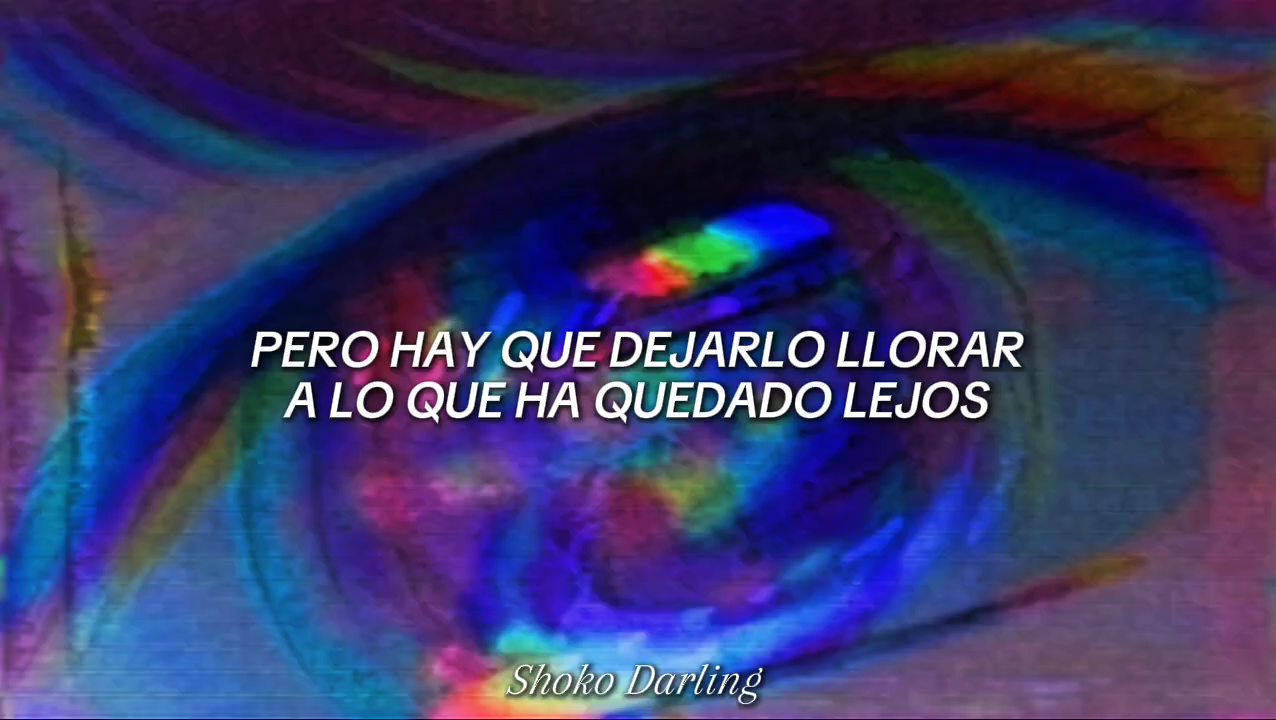 PERO HAY QUE DEJARLO LLORAR
A LO QUE HA QUEDADO LEJOS
Shoko Darling